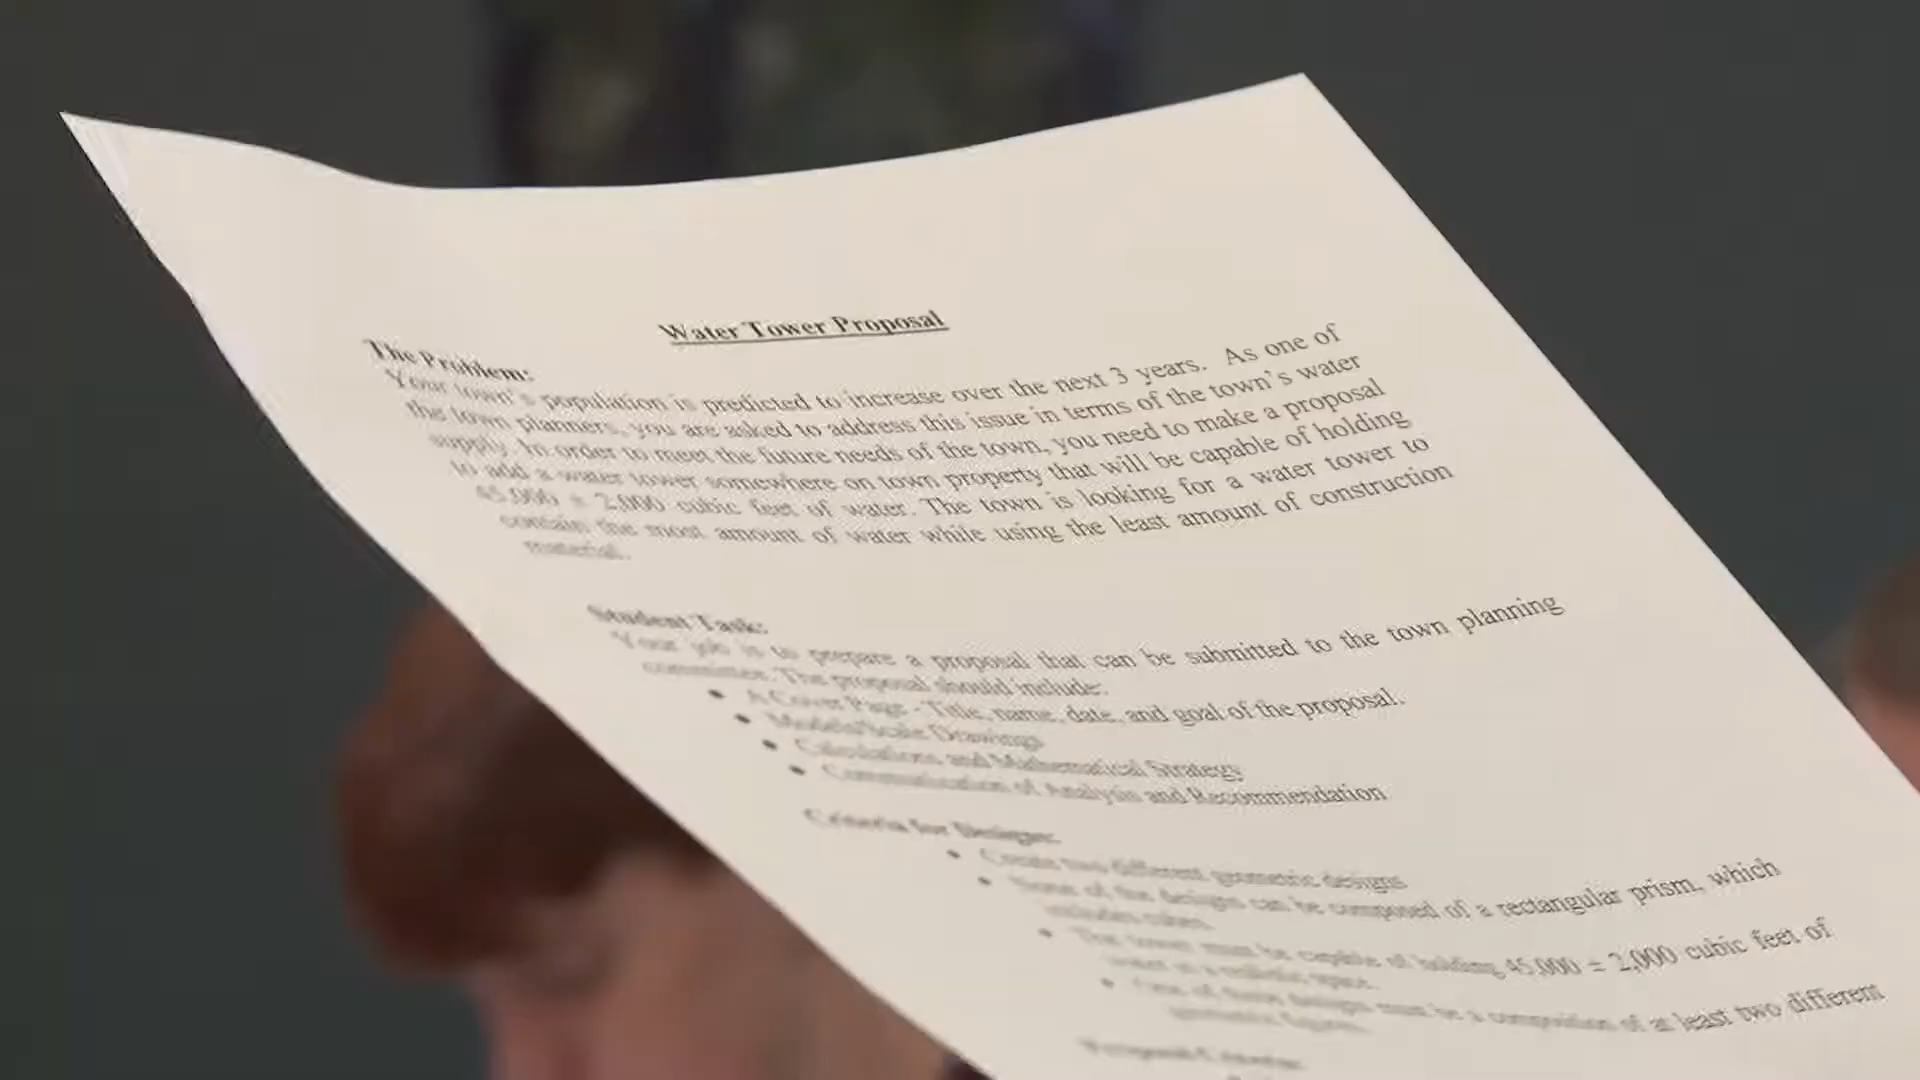 Water Tower Proposal
The Problem:
Your town's population is predicted to increase over the next 3 years. As one of
the town planners, you are asked to address this issue in terms of the town's water
supply. In order to meet the future needs of the town, you need to make a proposal
to add a water tower somewhere on town property that will be capable of holding
45,000 ± 2,000 cubic feet of water. The town is looking for a water tower to
contain the most amount of water while using the least amount of construction
material.
Student Task:
Your job is to prepare a proposal that can be submitted to the town planning
committee. The proposal should include:
• A Cover Page - Title, name, date, and goal of the proposal.
• Models/Scale Drawings
• Calculations and Mathematical Strategy
• Communication of Analysis and Recommendation
Criteria for Designs:
• Create two different geometric designs
• None of the designs can be composed of a rectangular prism, which
includes cubes.
• The tower must be capable of holding 45,000 ± 2,000 cubic feet of
water in a realistic space.
• One of these designs must be a composition of at least two different
geometric figures.